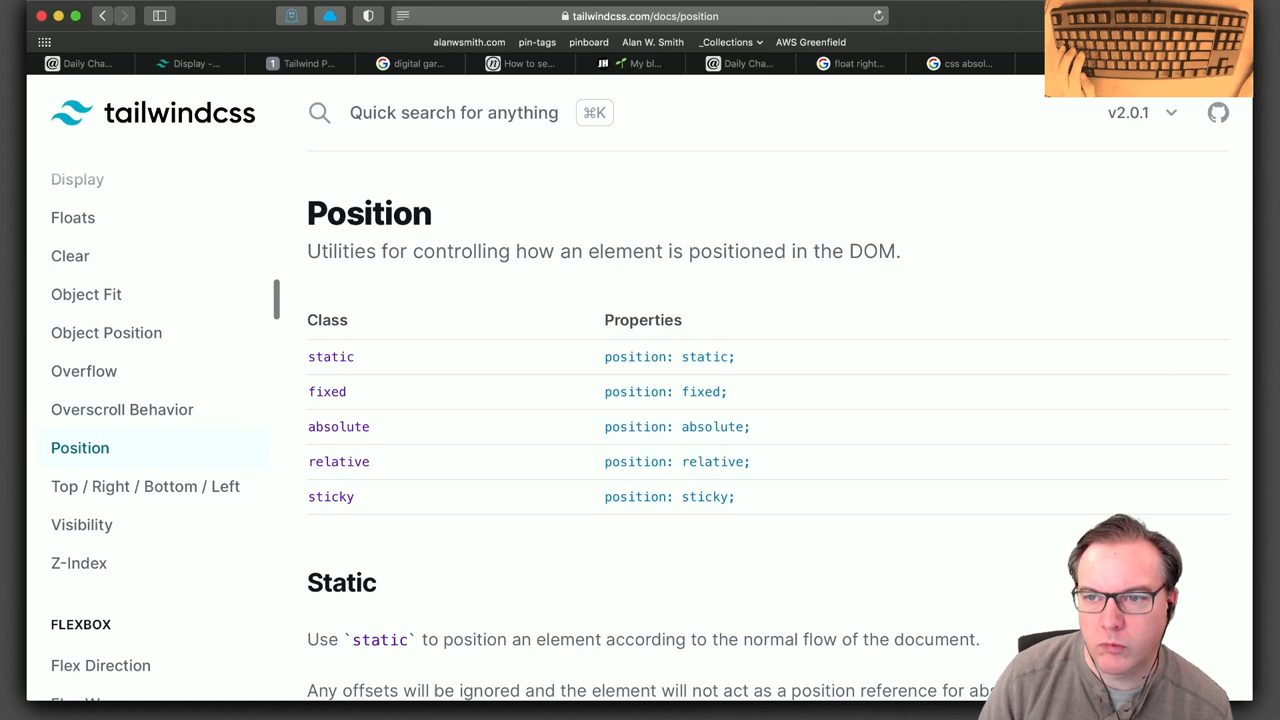 tailwindcss.com/docs/position
alanwsmith.com pin-tags pinboard Alan W. Smith _Collections AWS Greenfield
Daily Cha... Display -... Tailwind P... digital gar... How to se... My bl... Daily Cha... float right... css absol...
tailwindcss
Quick search for anything ⌘K
v2.0.1
Display
Floats
Clear
Object Fit
Object Position
Overflow
Overscroll Behavior
Position
Top / Right / Bottom / Left
Visibility
Z-Index
FLEXBOX
Flex Direction
Position
Utilities for controlling how an element is positioned in the DOM.
Class Properties
static position: static;
fixed position: fixed;
absolute position: absolute;
relative position: relative;
sticky position: sticky;
Static
Use `static` to position an element according to the normal flow of the document.
Any offsets will be ignored and the element will not act as a position reference for